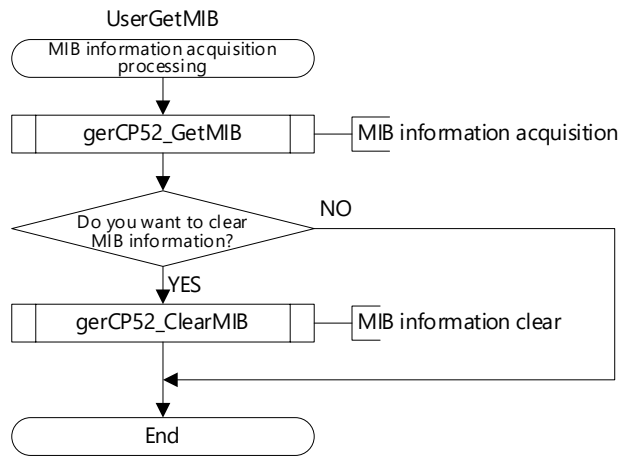 UserGetMIB
MIB information acquisition
processing
gerCP52_GetMIB
MIB information acquisition
Do you want to clear
MIB information?
NO
YES
gerCP52_ClearMIB
MIB information clear
End